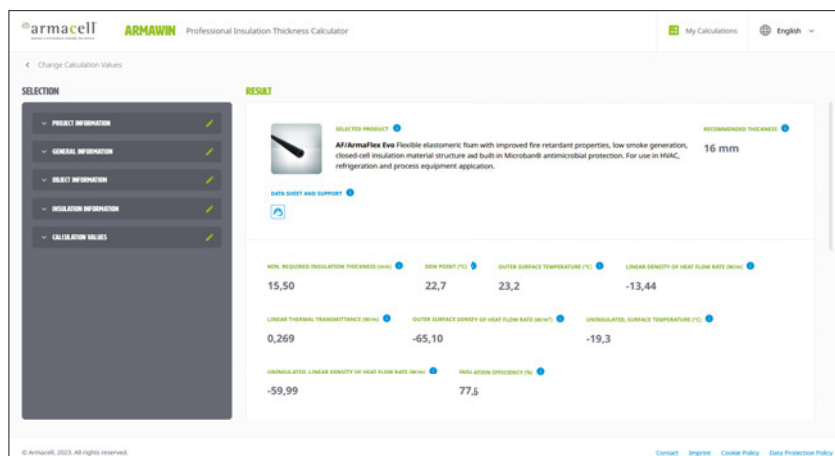 armacell
ARMAWIN Professional Insulation Thickness Calculator My Calculations English
Change Calculation Values
SELECTION
RESULT
PROJECT INFORMATION
GENERAL INFORMATION
OBJECT INFORMATION
INSULATION INFORMATION
CALCULATION VALUES
SELECTED PRODUCT
AF/ArmaFlex Evo Flexible elastomeric foam with improved fire retardant properties, low smoke generation,
closed-cell insulation material structure ad built-in Microban® antimicrobial protection. For use in HVAC,
refrigeration and process equipment appication.
RECOMMENDED THICKNESS
16 mm
DATA SHEET AND SUPPORT
MIN. REQUIRED INSULATION THICKNESS (mm)
15,50
DEW POINT (°C)
22,7
OUTER SURFACE TEMPERATURE (°C)
23,2
LINEAR DENSITY OF HEAT FLOW RATE (W/m)
-13,44
LINEAR THERMAL TRANSMITTANCE (W/m)
0,269
OUTER SURFACE DENSITY OF HEAT FLOW RATE (W/m²)
-65,10
UNINSULATED, SURFACE TEMPERATURE (°C)
-19,3
UNINSULATED, LINEAR DENSITY OF HEAT FLOW RATE (W/m)
-59,99
INSULATION EFFICIENCY (%)
77,5
© Armacell, 2023. All rights reserved.
Contact Imprint Cookie Policy Data Protection Policy